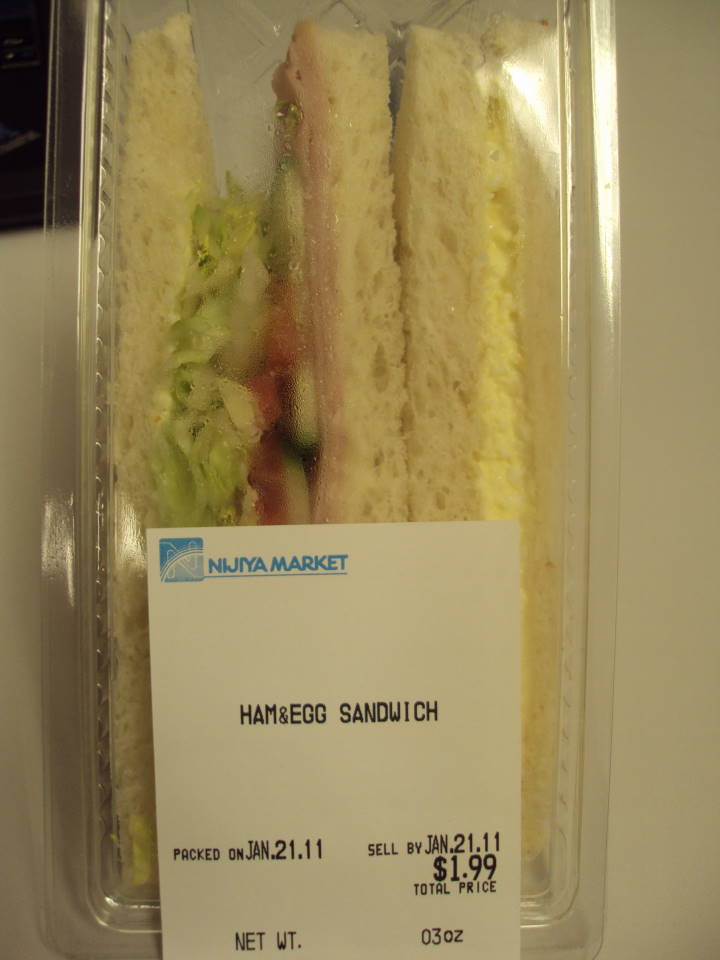 NIJIYA MARKET
HAM&EGG SANDWICH
PACKED ON JAN.21.11 SELL BY JAN.21.11
$1.99
TOTAL PRICE
NET WT. 03oz